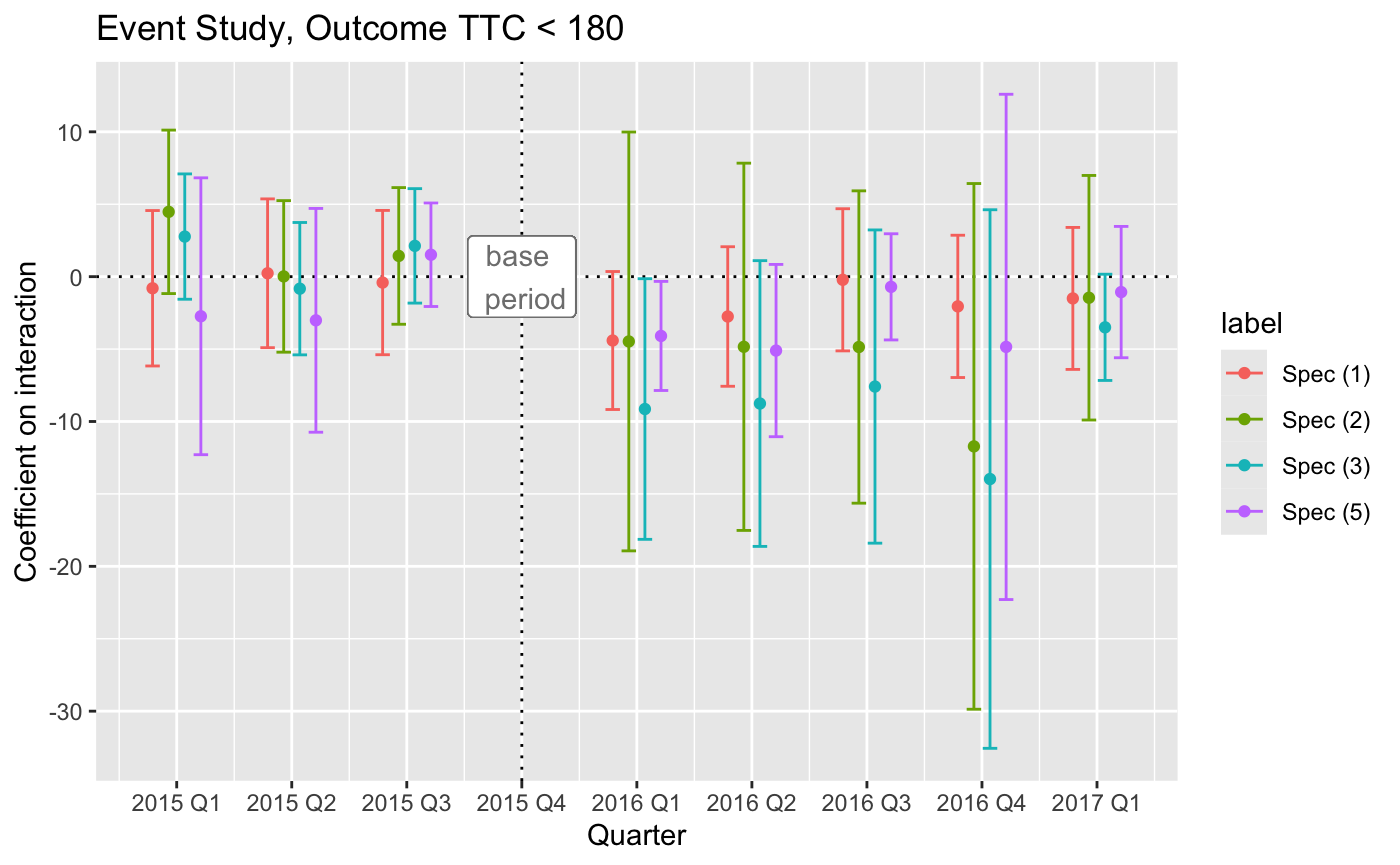 Event Study, Outcome TTC < 180
Coefficient on interaction
10
0
-10
-20
-30
base
period
2015 Q1
2015 Q2
2015 Q3
2015 Q4
2016 Q1
2016 Q2
2016 Q3
2016 Q4
2017 Q1
Quarter
label
Spec (1)
Spec (2)
Spec (3)
Spec (5)